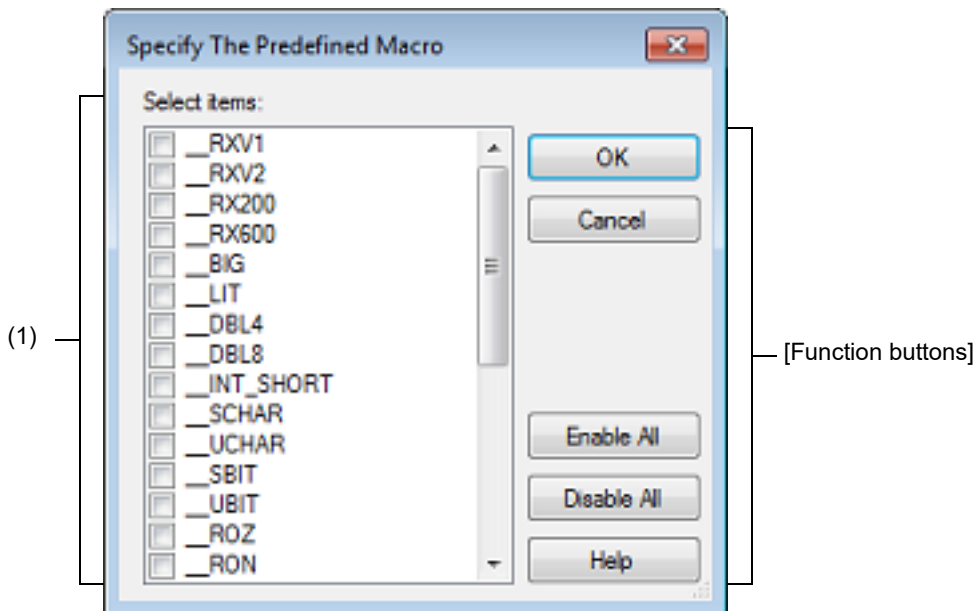 Specify The Predefined Macro
Select items:
__RXV1
__RXV2
__RX200
__RX600
__BIG
__LIT
__DBL4
__DBL8
__INT_SHORT
__SCHAR
__UCHAR
__SBIT
__UBIT
__ROZ
__RON
OK
Cancel
Enable All
Disable All
Help
(1)
[Function buttons]